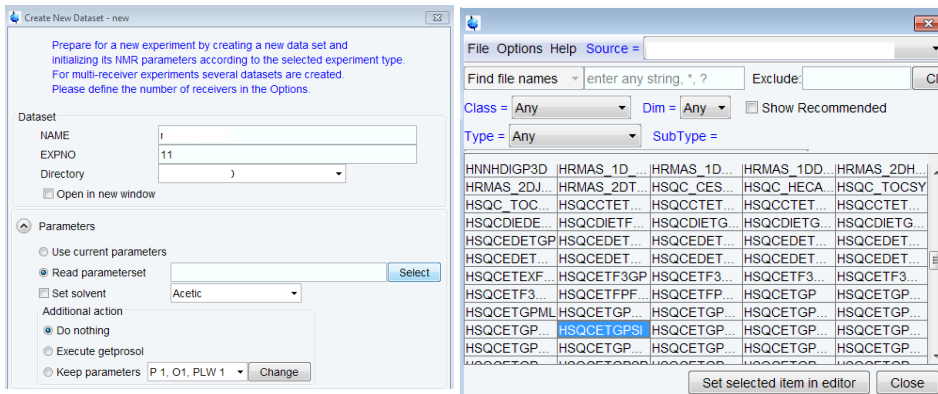 Create New Dataset - new
Prepare for a new experiment by creating a new data set and
initializing its NMR parameters according to the selected experiment type.
For multi-receiver experiments several datasets are created.
Please define the number of receivers in the Options.
Dataset
NAME
EXPNO 11
Directory
Open in new window
Parameters
Use current parameters
Read parameterset Select
Set solvent Acetic
Additional action
Do nothing
Execute getprosol
Keep parameters P 1, O1, PLW 1 Change
File Options Help Source =
Find file names enter any string, *, ? Exclude: Cl
Class = Any Dim = Any Show Recommended
Type = Any SubType =
HNNHDIGP3D HRMAS_1D_... HRMAS_1D... HRMAS_1DD... HRMAS_2DH...
HRMAS_2DJ... HRMAS_2DT... HSQC_CES... HSQC_HECA... HSQC_TOCSY
HSQC_TOC... HSQCCTET... HSQCCTET... HSQCCTET... HSQCCTET...
HSQCDIEDE... HSQCDIETF... HSQCDIETG... HSQCDIETG... HSQCDIETG...
HSQCEDETGP HSQCEDET... HSQCEDET... HSQCEDET... HSQCEDET...
HSQCEDET... HSQCEDET... HSQCEDET... HSQCEDET... HSQCEDET...
HSQCETEXF... HSQCETF3GP HSQCETF3... HSQCETF3... HSQCETF3...
HSQCETF3... HSQCETFPF... HSQCETFP... HSQCETGP HSQCETGP...
HSQCETGPML HSQCETGP... HSQCETGP... HSQCETGP... HSQCETGP...
HSQCETGP... HSQCETGPSI HSQCETGP... HSQCETGP... HSQCETGP...
HSQCETGP... HSQCETGP... HSQCETGP... HSQCETGP... HSQCETGP...
Set selected item in editor Close